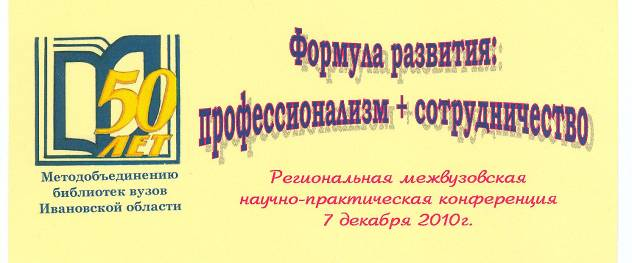 50
ЛЕТ
Методобъединению
библиотек вузов
Ивановской области
Формула развития:
профессионализм + сотрудничество
Региональная межвузовская
научно-практическая конференция
7 декабря 2010г.